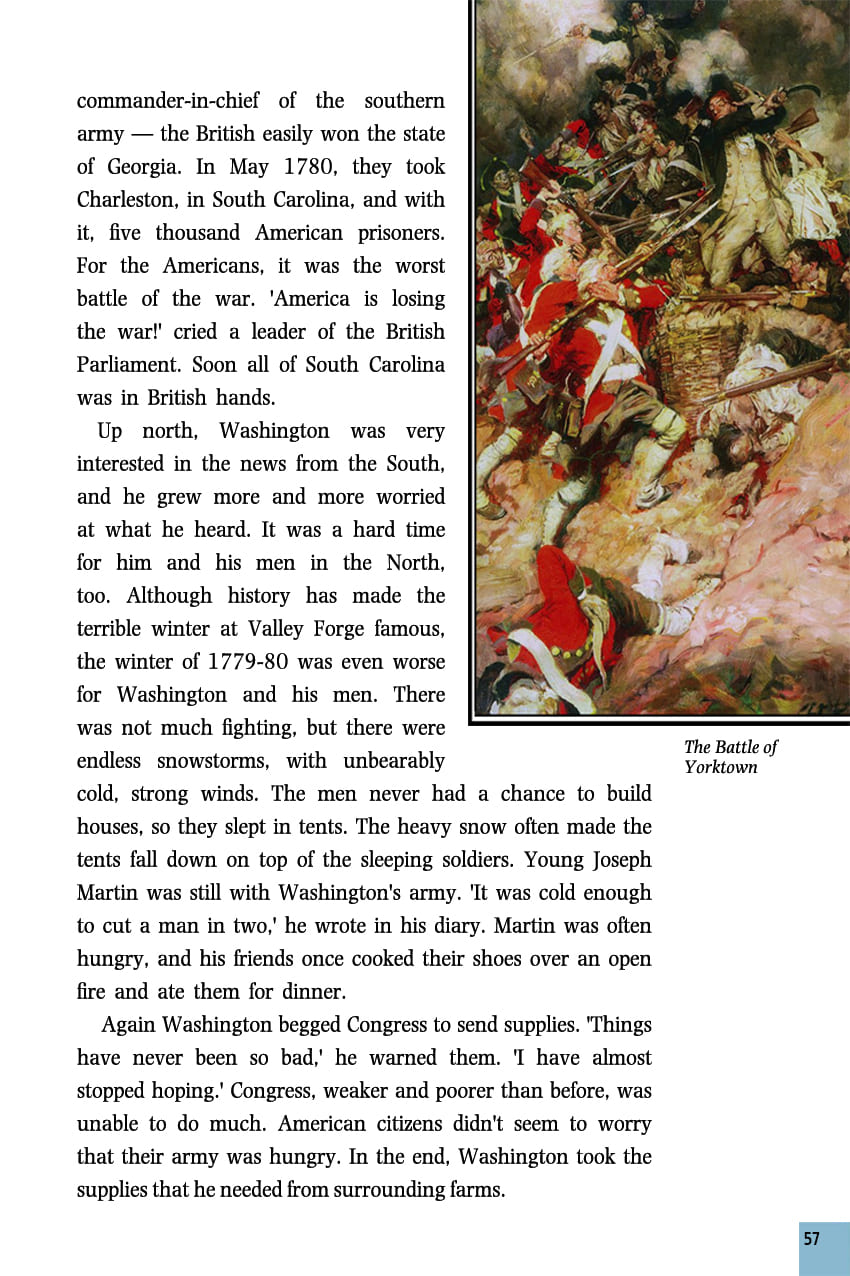 commander-in-chief of the southern
army — the British easily won the state
of Georgia. In May 1780, they took
Charleston, in South Carolina, and with
it, five thousand American prisoners.
For the Americans, it was the worst
battle of the war. 'America is losing
the war!' cried a leader of the British
Parliament. Soon all of South Carolina
was in British hands.
Up north, Washington was very
interested in the news from the South,
and he grew more and more worried
at what he heard. It was a hard time
for him and his men in the North,
too. Although history has made the
terrible winter at Valley Forge famous,
the winter of 1779-80 was even worse
for Washington and his men. There
was not much fighting, but there were
endless snowstorms, with unbearably
cold, strong winds. The men never had a chance to build
houses, so they slept in tents. The heavy snow often made the
tents fall down on top of the sleeping soldiers. Young Joseph
Martin was still with Washington's army. 'It was cold enough
to cut a man in two,' he wrote in his diary. Martin was often
hungry, and his friends once cooked their shoes over an open
fire and ate them for dinner.
Again Washington begged Congress to send supplies. 'Things
have never been so bad,' he warned them. 'I have almost
stopped hoping.' Congress, weaker and poorer than before, was
unable to do much. American citizens didn't seem to worry
that their army was hungry. In the end, Washington took the
supplies that he needed from surrounding farms.
The Battle of
Yorktown
57